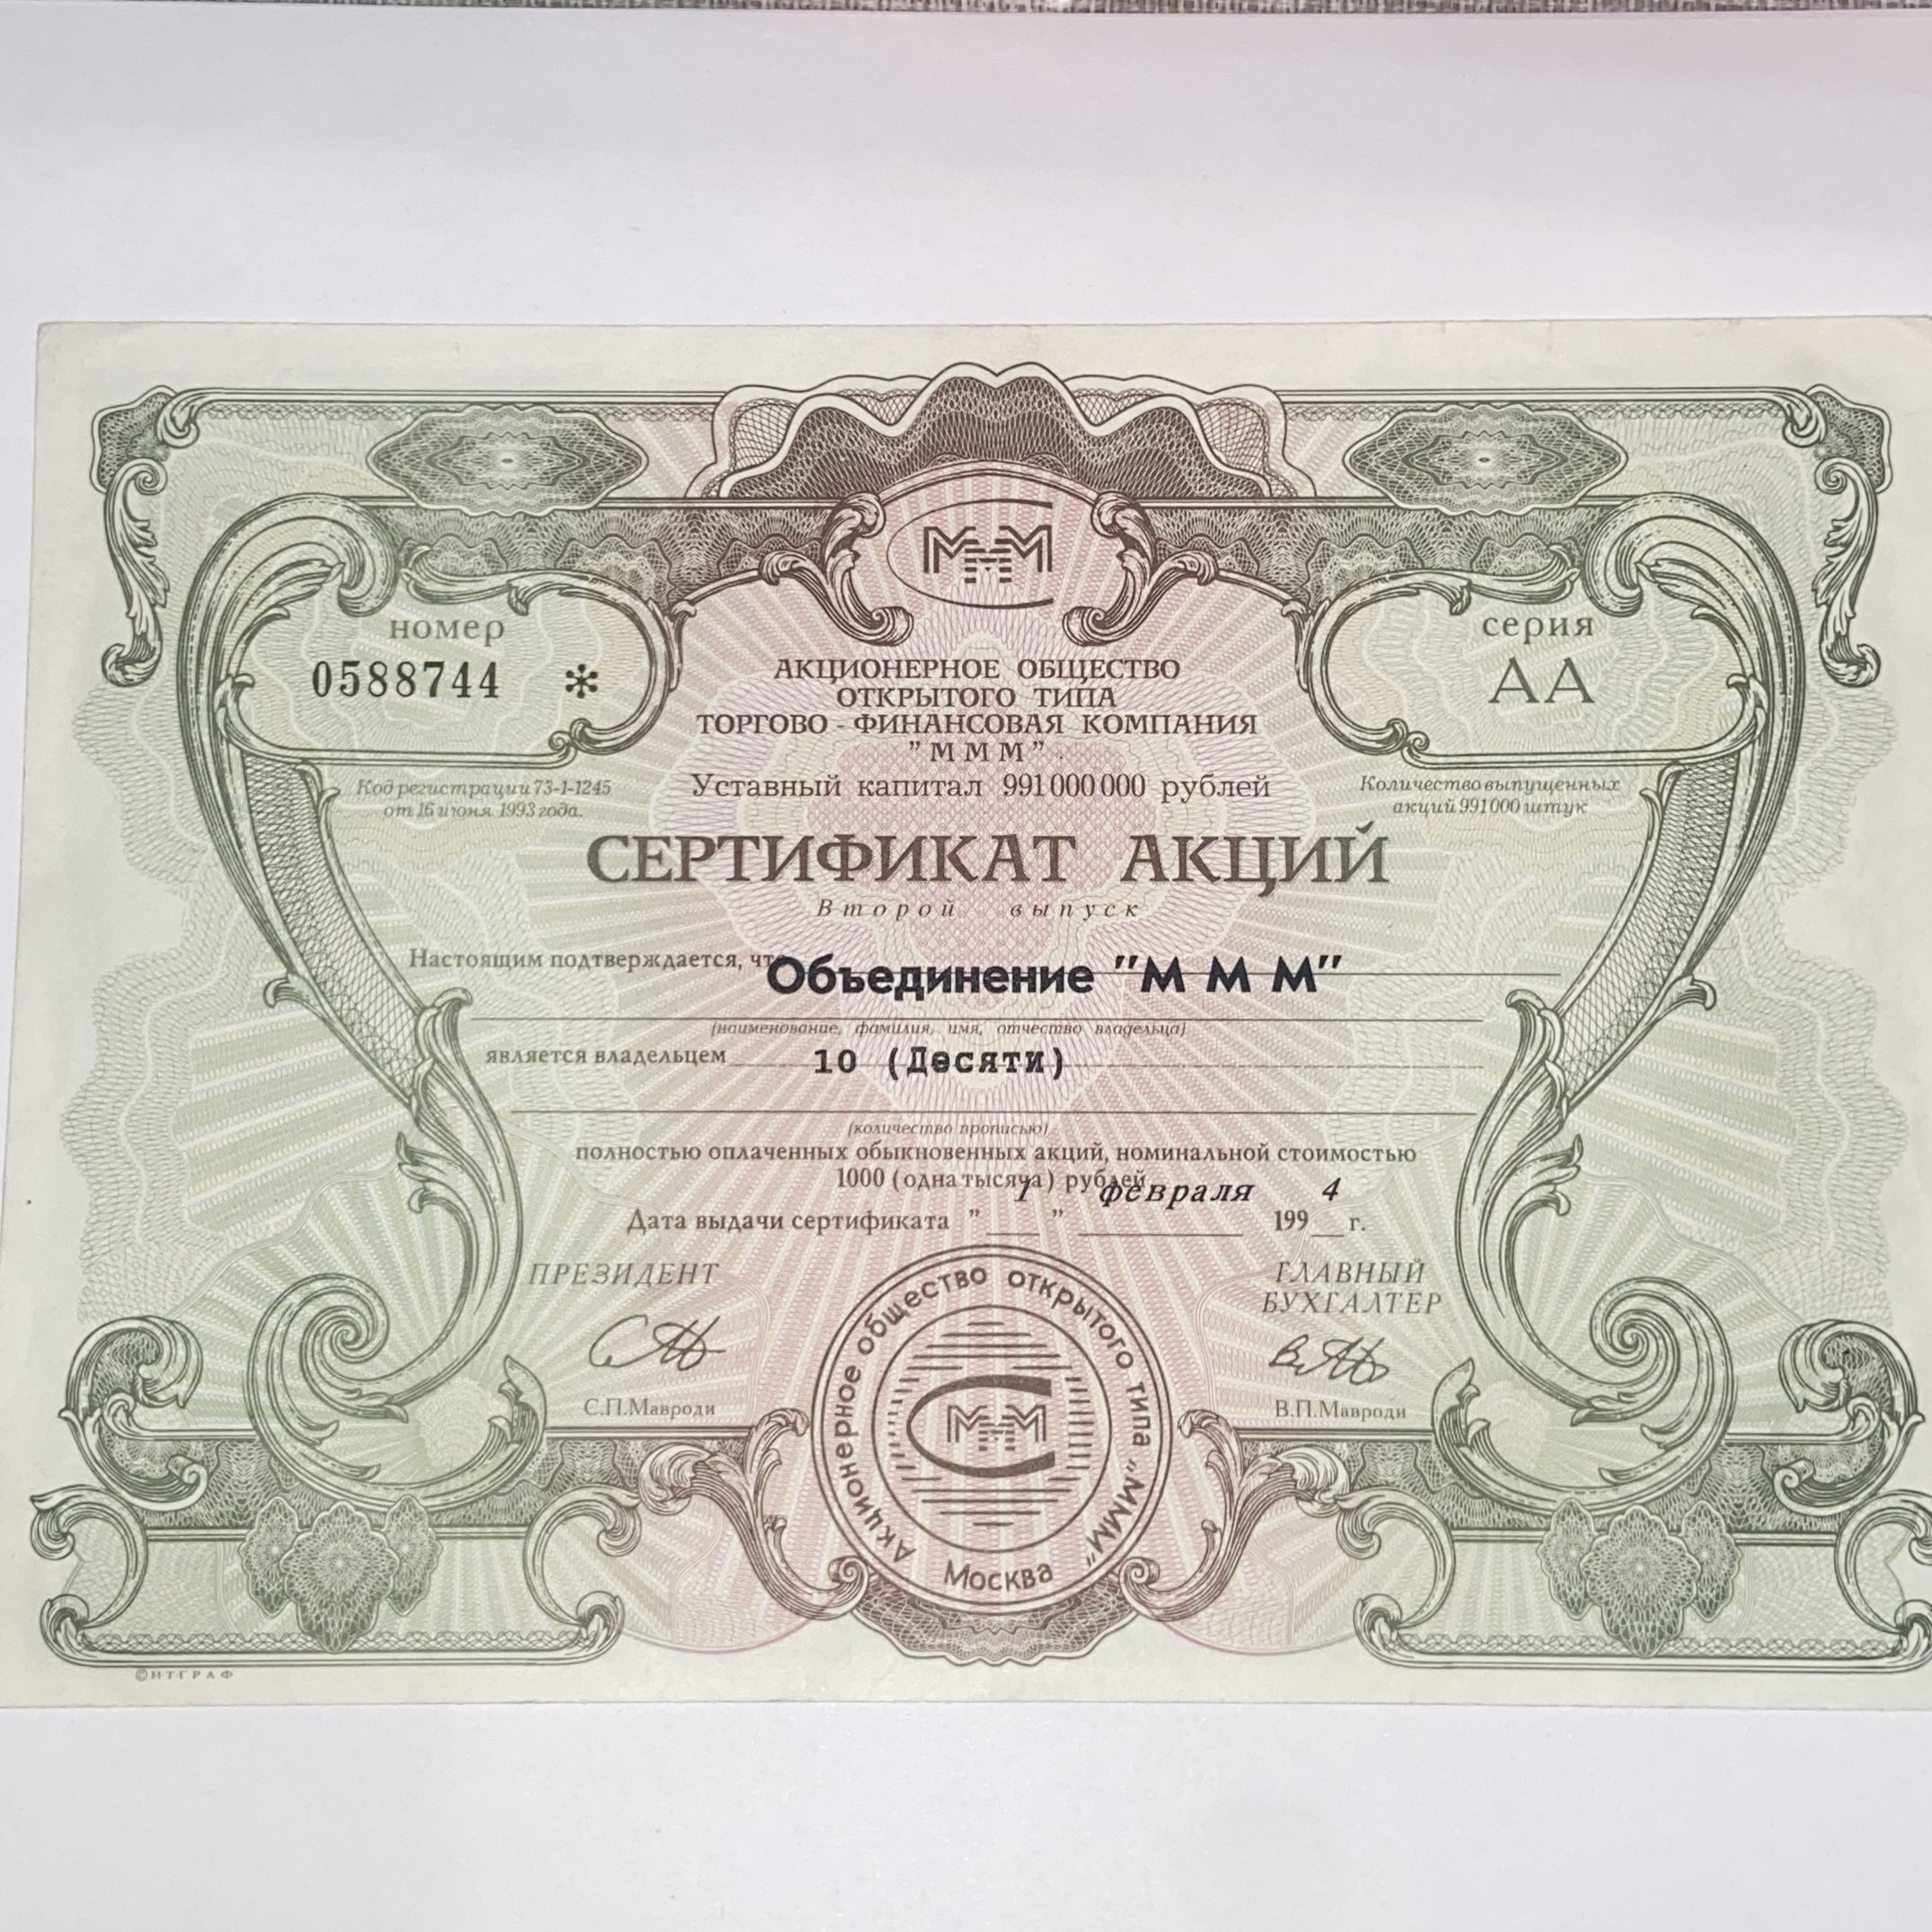 МММ
номер
0588744 *
серия
АА
АКЦИОНЕРНОЕ ОБЩЕСТВО
ОТКРЫТОГО ТИПА
ТОРГОВО - ФИНАНСОВАЯ КОМПАНИЯ
"МММ"
Уставный капитал 991 000 000 рублей
Код регистрации 73-1-1245
от 16 июня 1993 года.
Количество выпущенных
акций 991 000 штук
СЕРТИФИКАТ АКЦИЙ
Второй выпуск
Настоящим подтверждается, что Объединение "М М М"
(наименование, фамилия, имя, отчество владельца)
является владельцем 10 (Десяти)
(количество прописью)
полностью оплаченных обыкновенных акций, номинальной стоимостью
1000 (одна тысяча) рублей
Дата выдачи сертификата " 1 " февраля 1994 г.
ПРЕЗИДЕНТ
С.П.Мавроди
ГЛАВНЫЙ
БУХГАЛТЕР
В.П.Мавроди
Акционерное общество открытого типа „МММ"
МММ
Москва
©ИТГРАФ